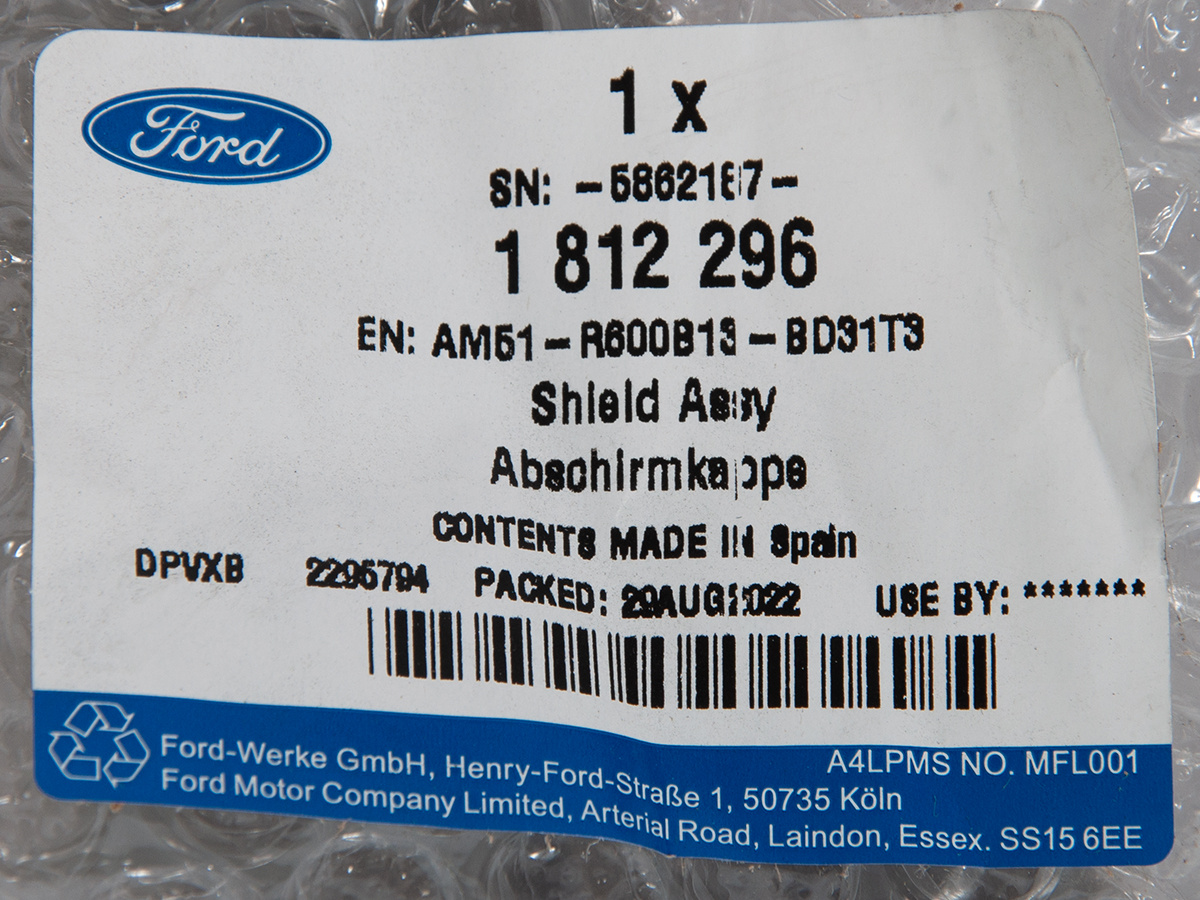 Ford
1 x
SN:
1 812 296
EN: AM51-R600B13-BD31T3
Shield Assy
Abschirmkappe
CONTENTS MADE IN Spain
DPVXB 2295794 PACKED: 29AUG2022 USE BY: *******
A4LPMS NO. MFL001
Ford-Werke GmbH, Henry-Ford-Straße 1, 50735 Köln
Ford Motor Company Limited, Arterial Road, Laindon, Essex. SS15 6EE